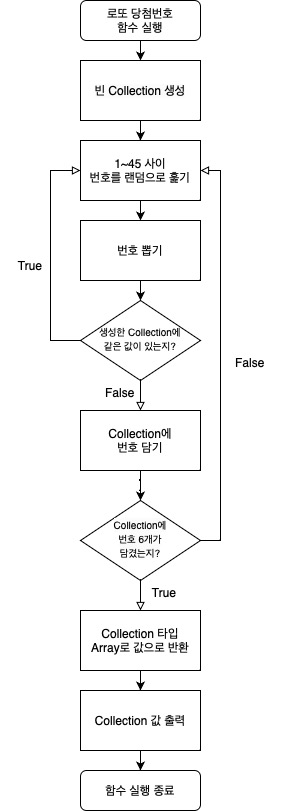 로또 당첨번호
함수 실행
빈 Collection 생성
1~45 사이
번호를 랜덤으로 훑기
True
번호 뽑기
생성한 Collection에
같은 값이 있는지?
False
False
Collection에
번호 담기
Collection에
번호 6개가
담겼는지?
True
Collection 타입
Array로 값으로 반환
Collection 값 출력
함수 실행 종료